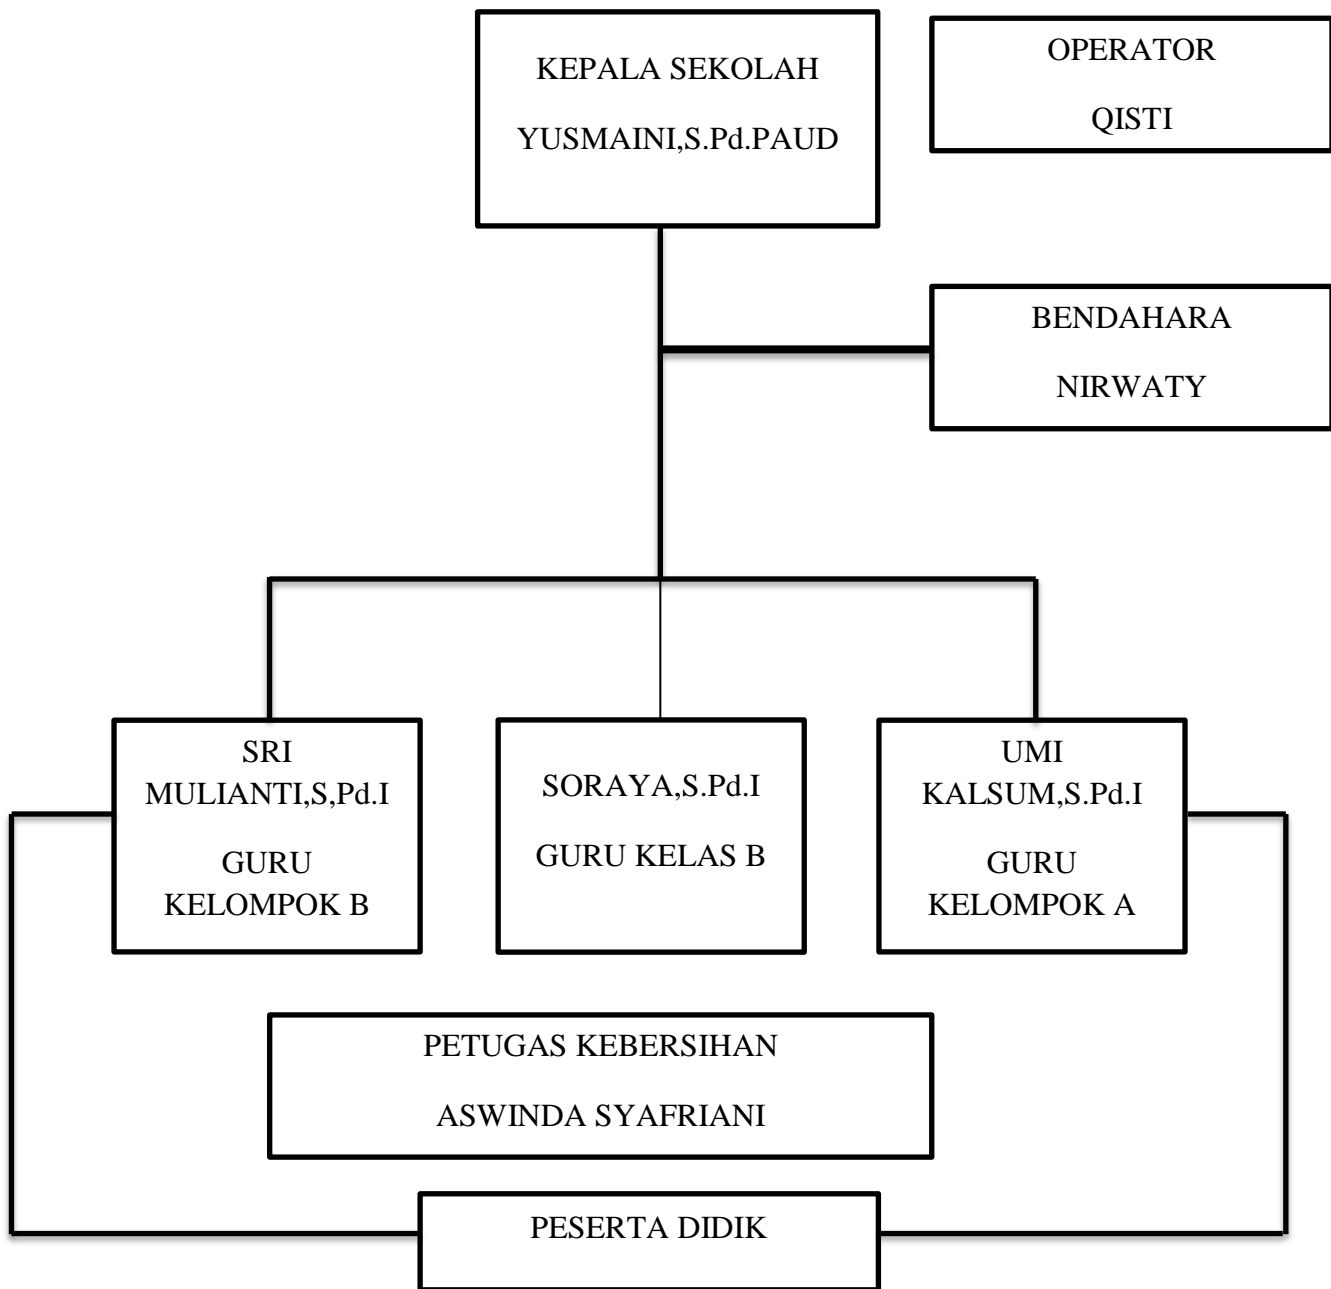 KEPALA SEKOLAH
YUSMAINI,S.Pd.PAUD
OPERATOR
QISTI
BENDAHARA
NIRWATY
SRI
MULIANTI,S,Pd.I
GURU
KELOMPOK B
SORAYA,S.Pd.I
GURU KELAS B
UMI
KALSUM,S.Pd.I
GURU
KELOMPOK A
PETUGAS KEBERSIHAN
ASWINDA SYAFRIANI
PESERTA DIDIK